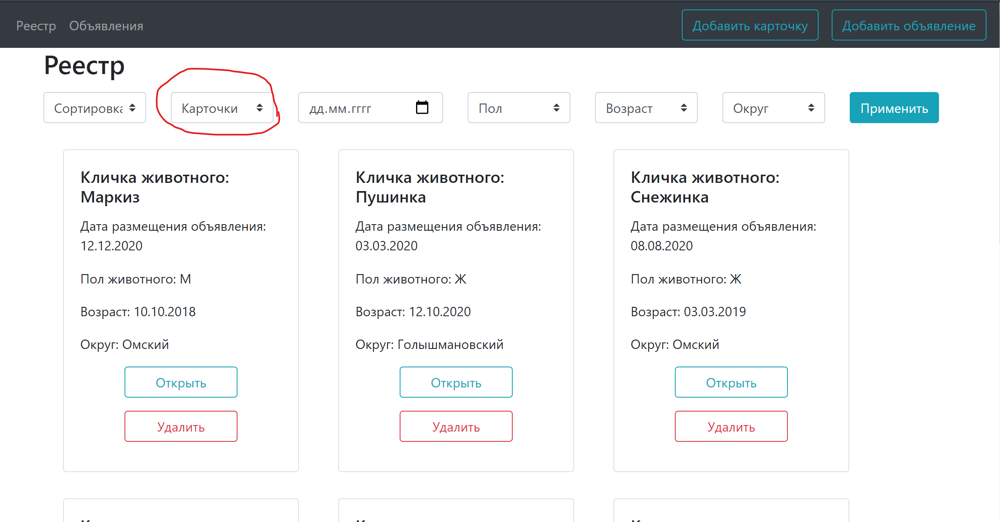 Реестр Объявления Добавить карточку Добавить объявление
Реестр
Сортировка Карточки дд.мм.гггг Пол Возраст Округ Применить
Кличка животного:
Маркиз
Дата размещения объявления:
12.12.2020
Пол животного: М
Возраст: 10.10.2018
Округ: Омский
Открыть
Удалить
Кличка животного:
Пушинка
Дата размещения объявления:
03.03.2020
Пол животного: Ж
Возраст: 12.10.2020
Округ: Голышмановский
Открыть
Удалить
Кличка животного:
Снежинка
Дата размещения объявления:
08.08.2020
Пол животного: Ж
Возраст: 03.03.2019
Округ: Омский
Открыть
Удалить